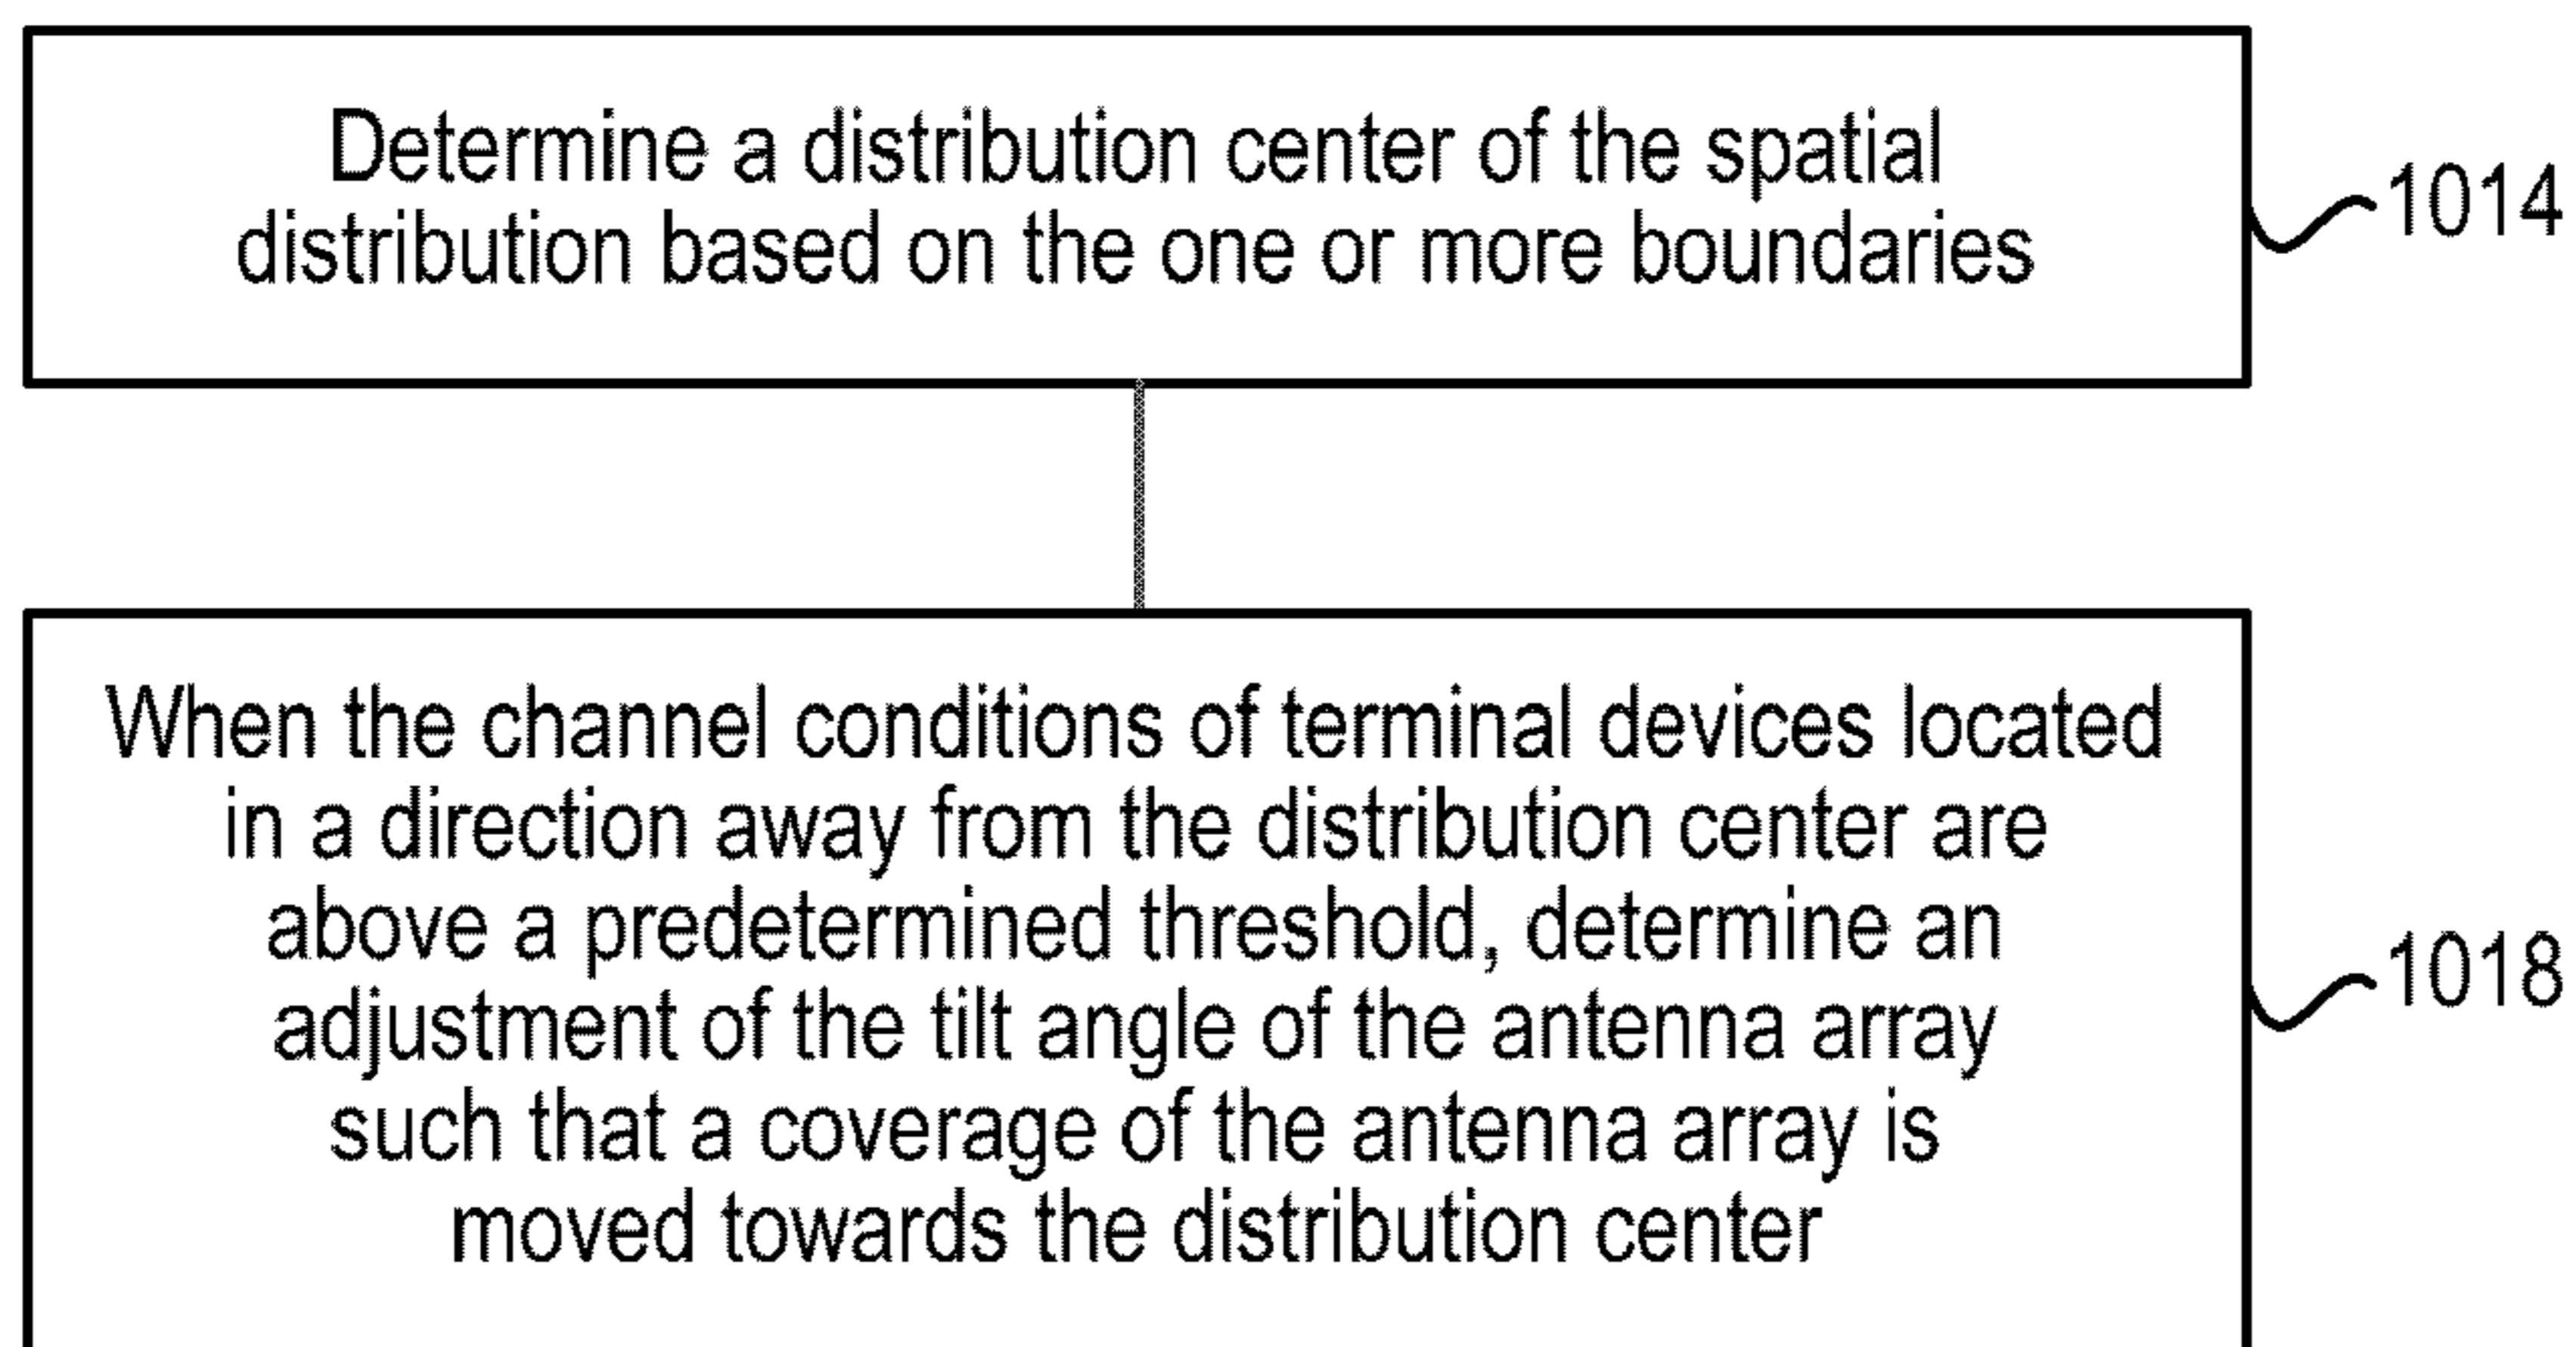 Determine a distribution center of the spatial
distribution based on the one or more boundaries
1014
When the channel conditions of terminal devices located
in a direction away from the distribution center are
above a predetermined threshold, determine an
adjustment of the tilt angle of the antenna array
such that a coverage of the antenna array is
moved towards the distribution center
1018